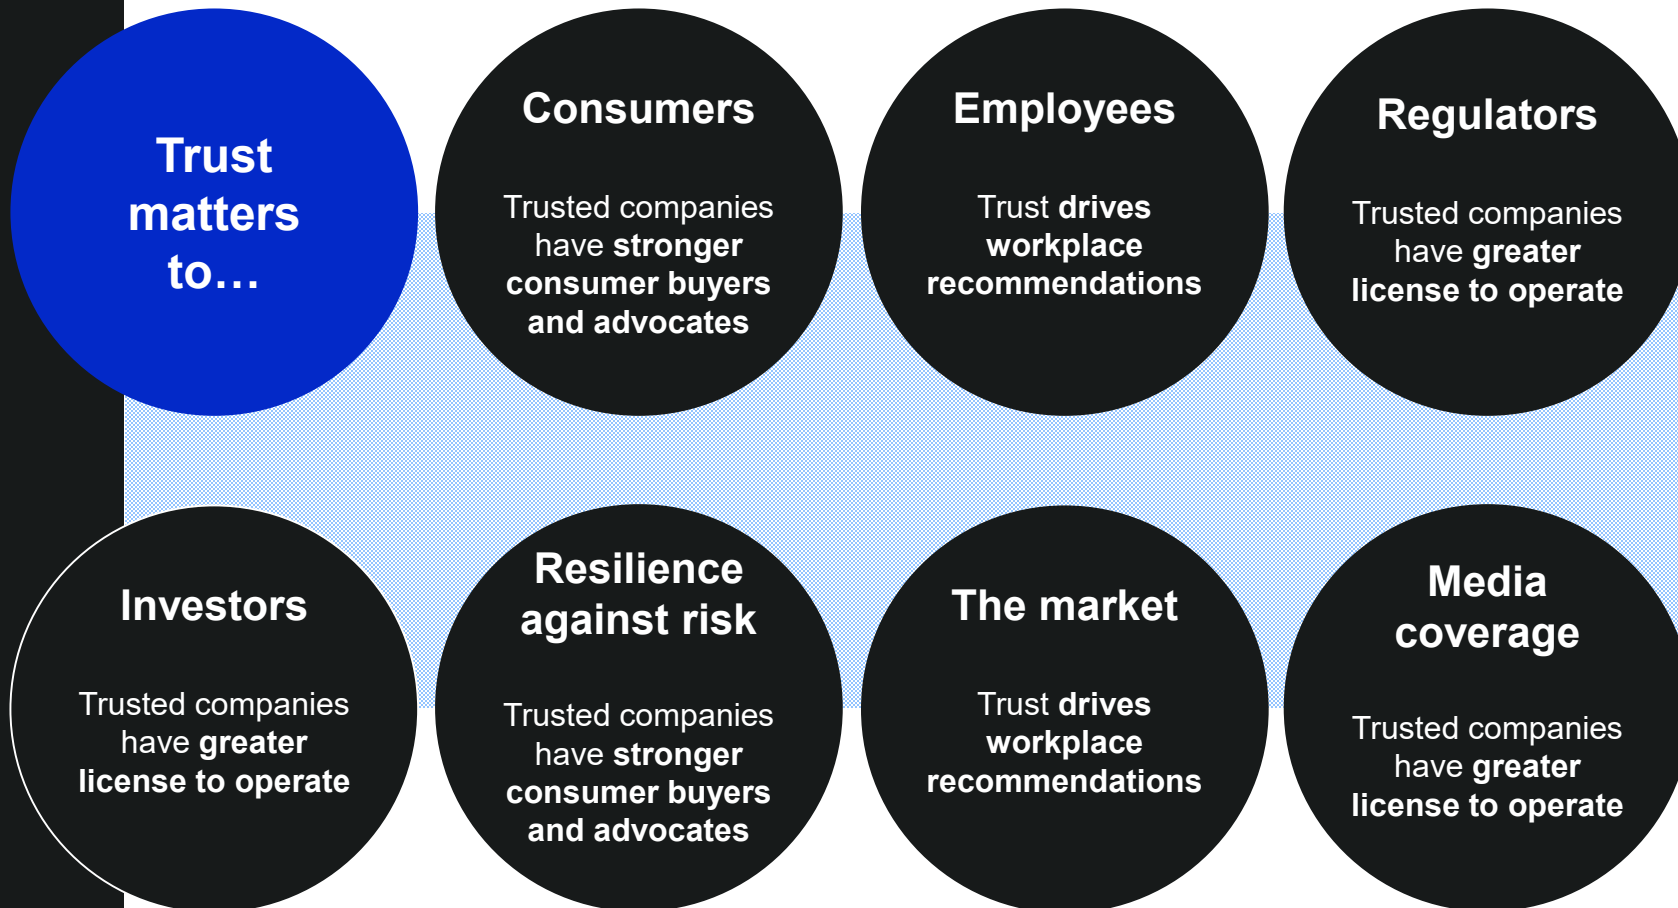 Trust
matters
to…
Consumers
Trusted companies
have stronger
consumer buyers
and advocates
Employees
Trust drives
workplace
recommendations
Regulators
Trusted companies
have greater
license to operate
Investors
Trusted companies
have greater
license to operate
Resilience
against risk
Trusted companies
have stronger
consumer buyers
and advocates
The market
Trust drives
workplace
recommendations
Media
coverage
Trusted companies
have greater
license to operate